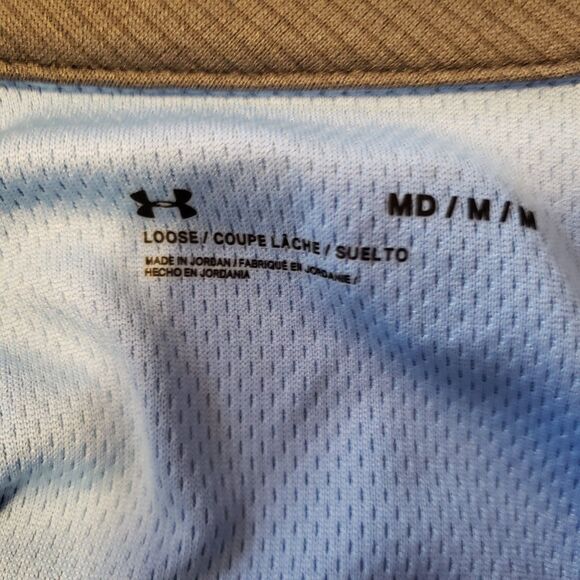 MD / M / M
LOOSE / COUPE LÂCHE / SUELTO
MADE IN JORDAN / FABRIQUÉ EN JORDANIE /
HECHO EN JORDANIA